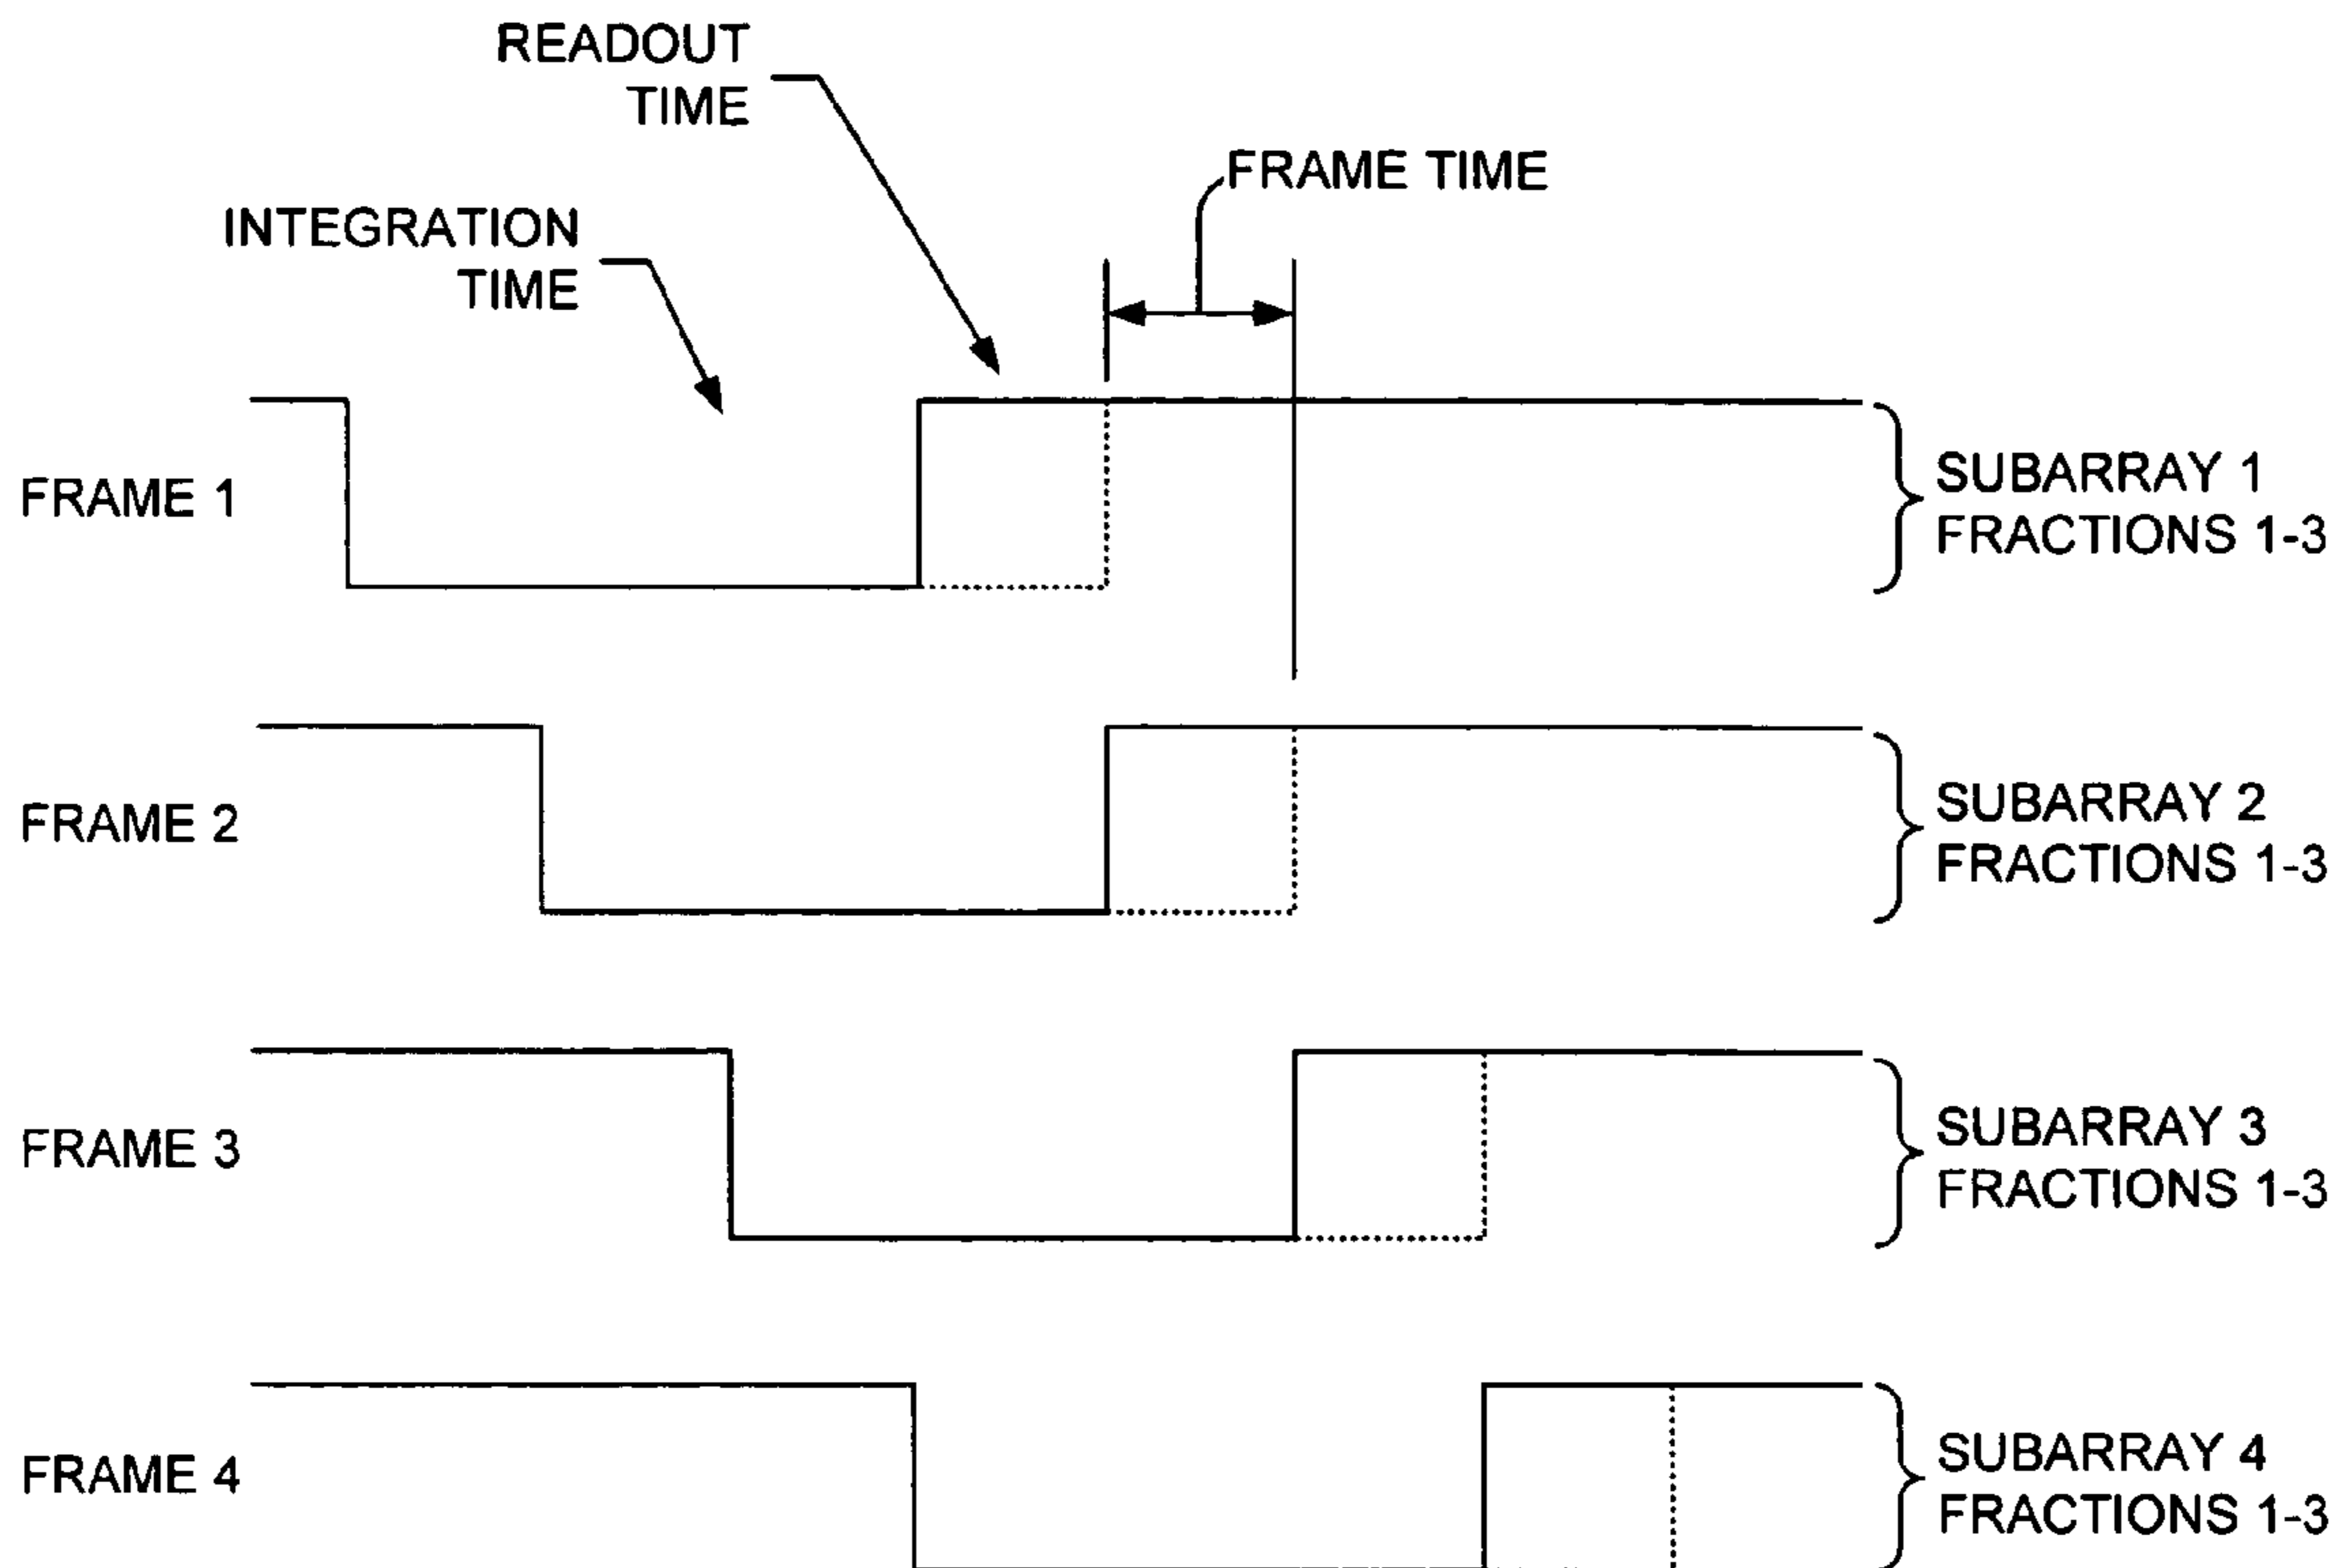 READOUT
TIME
FRAME TIME
INTEGRATION
TIME
FRAME 1
SUBARRAY 1
FRACTIONS 1-3
FRAME 2
SUBARRAY 2
FRACTIONS 1-3
FRAME 3
SUBARRAY 3
FRACTIONS 1-3
FRAME 4
SUBARRAY 4
FRACTIONS 1-3